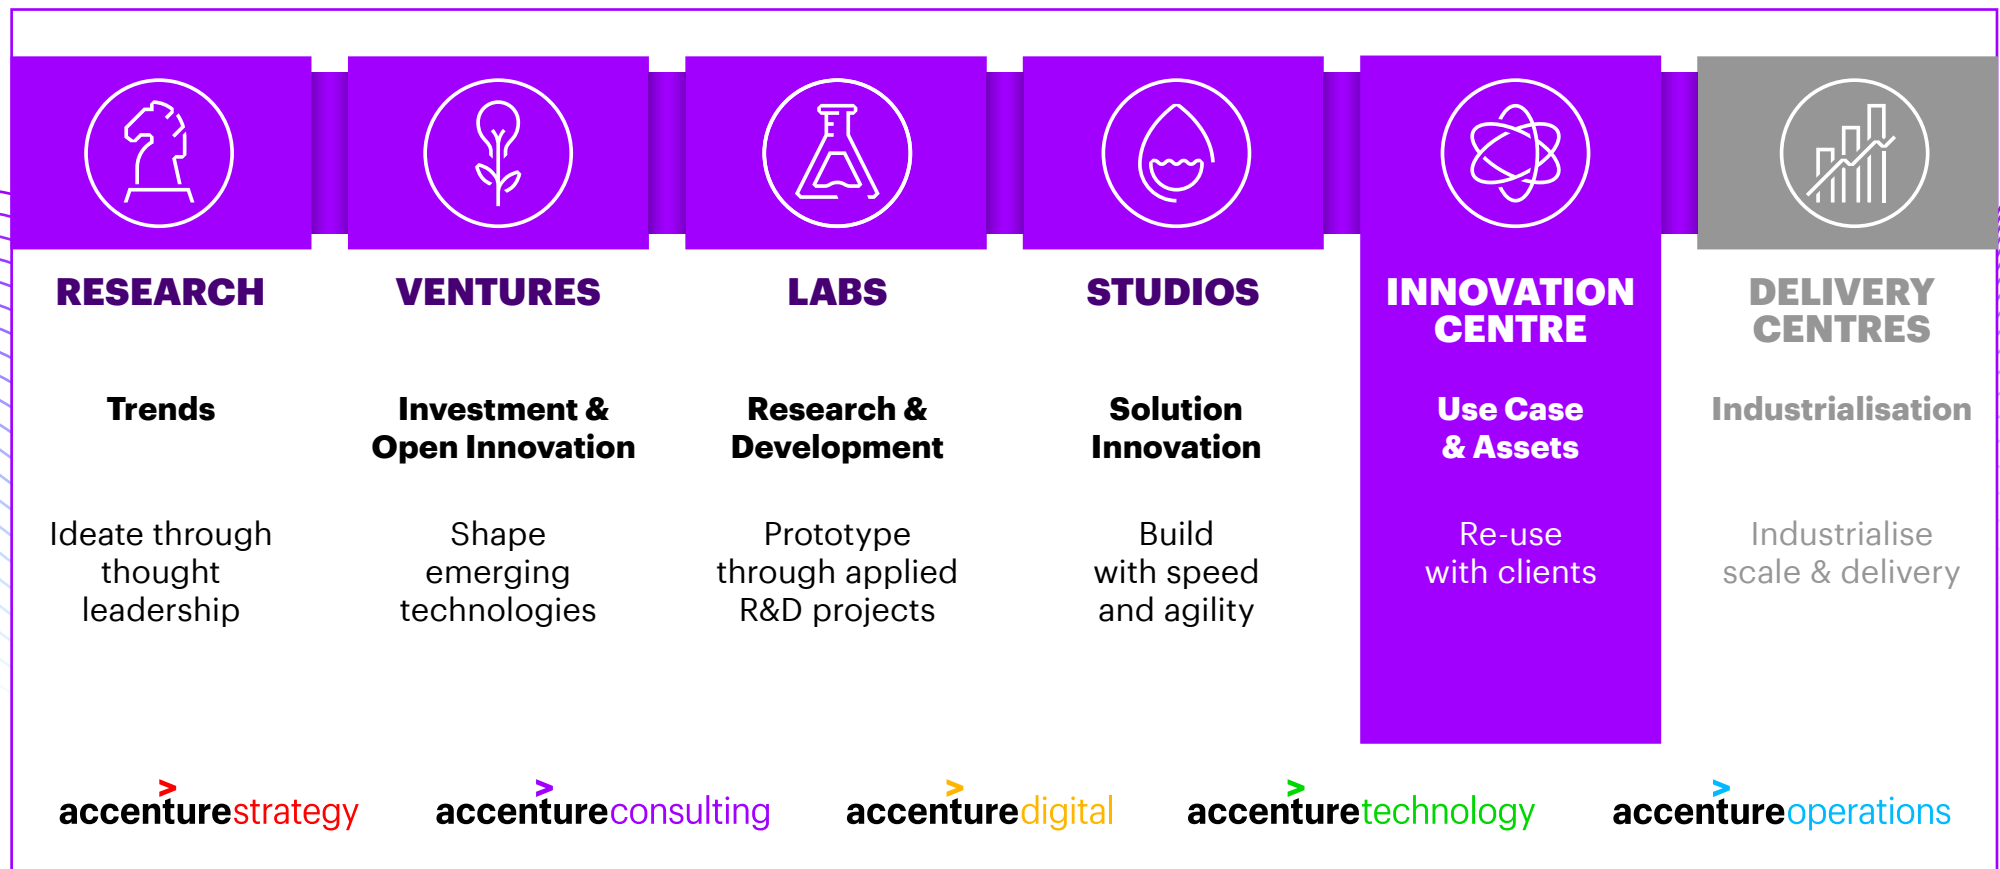 RESEARCH
Trends
Ideate through
thought
leadership
VENTURES
Investment &
Open Innovation
Shape
emerging
technologies
LABS
Research &
Development
Prototype
through applied
R&D projects
STUDIOS
Solution
Innovation
Build
with speed
and agility
INNOVATION
CENTRE
Use Case
& Assets
Re-use
with clients
DELIVERY
CENTRES
Industrialisation
Industrialise
scale & delivery
accenturestrategy
accentureconsulting
accenturedigital
accenturetechnology
accentureoperations